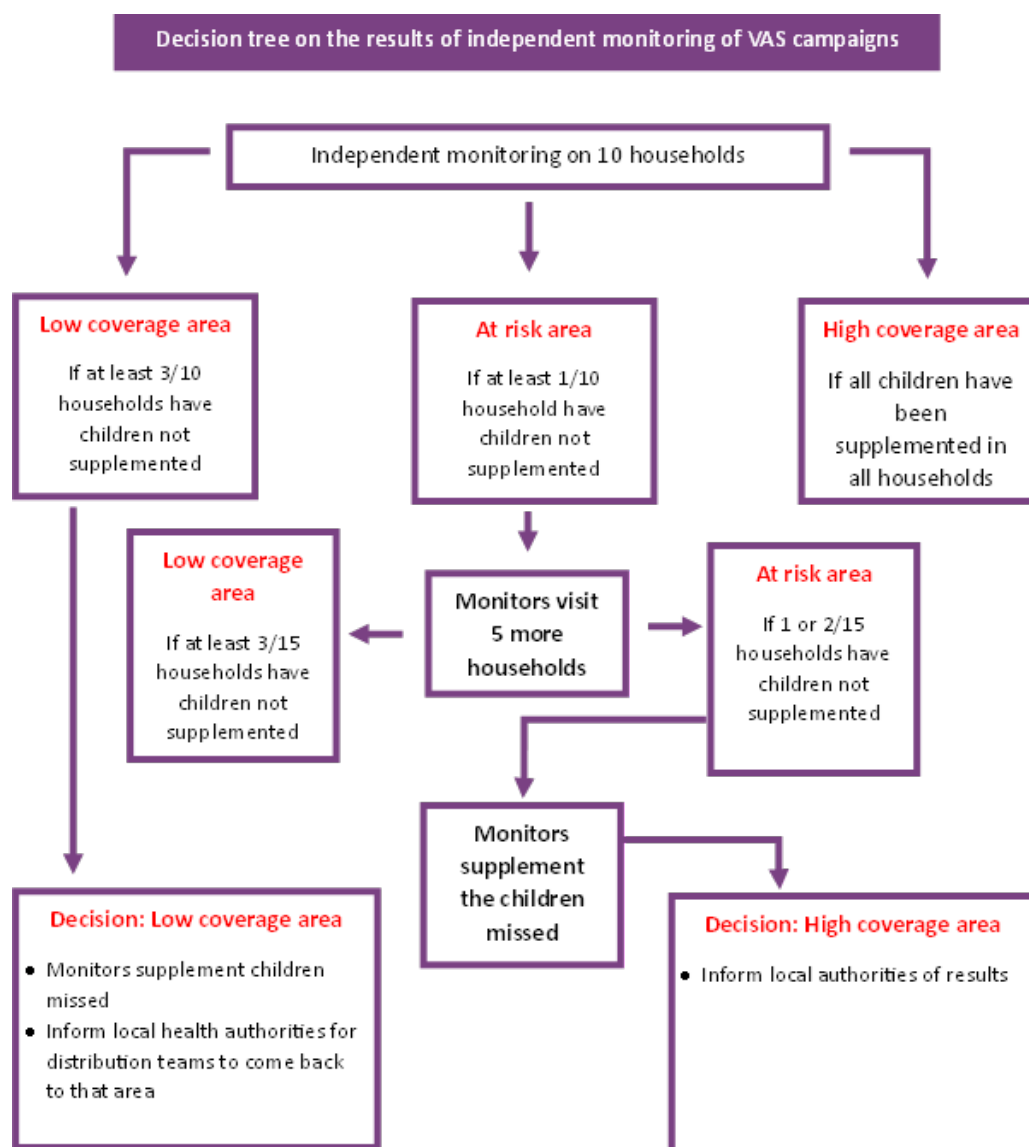 Decision tree on the results of independent monitoring of VAS campaigns
Independent monitoring on 10 households
Low coverage area
If at least 3/10
households have
children not
supplemented
At risk area
If at least 1/10
household have
children not
supplemented
High coverage area
If all children have
been
supplemented in
all households
Low coverage
area
If at least 3/15
households have
children not
supplemented
Monitors visit
5 more
households
At risk area
If 1 or 2/15
households have
children not
supplemented
Monitors
supplement
the children
missed
Decision: Low coverage area
● Monitors supplement children
missed
● Inform local health authorities for
distribution teams to come back
to that area
Decision: High coverage area
● Inform local authorities of results